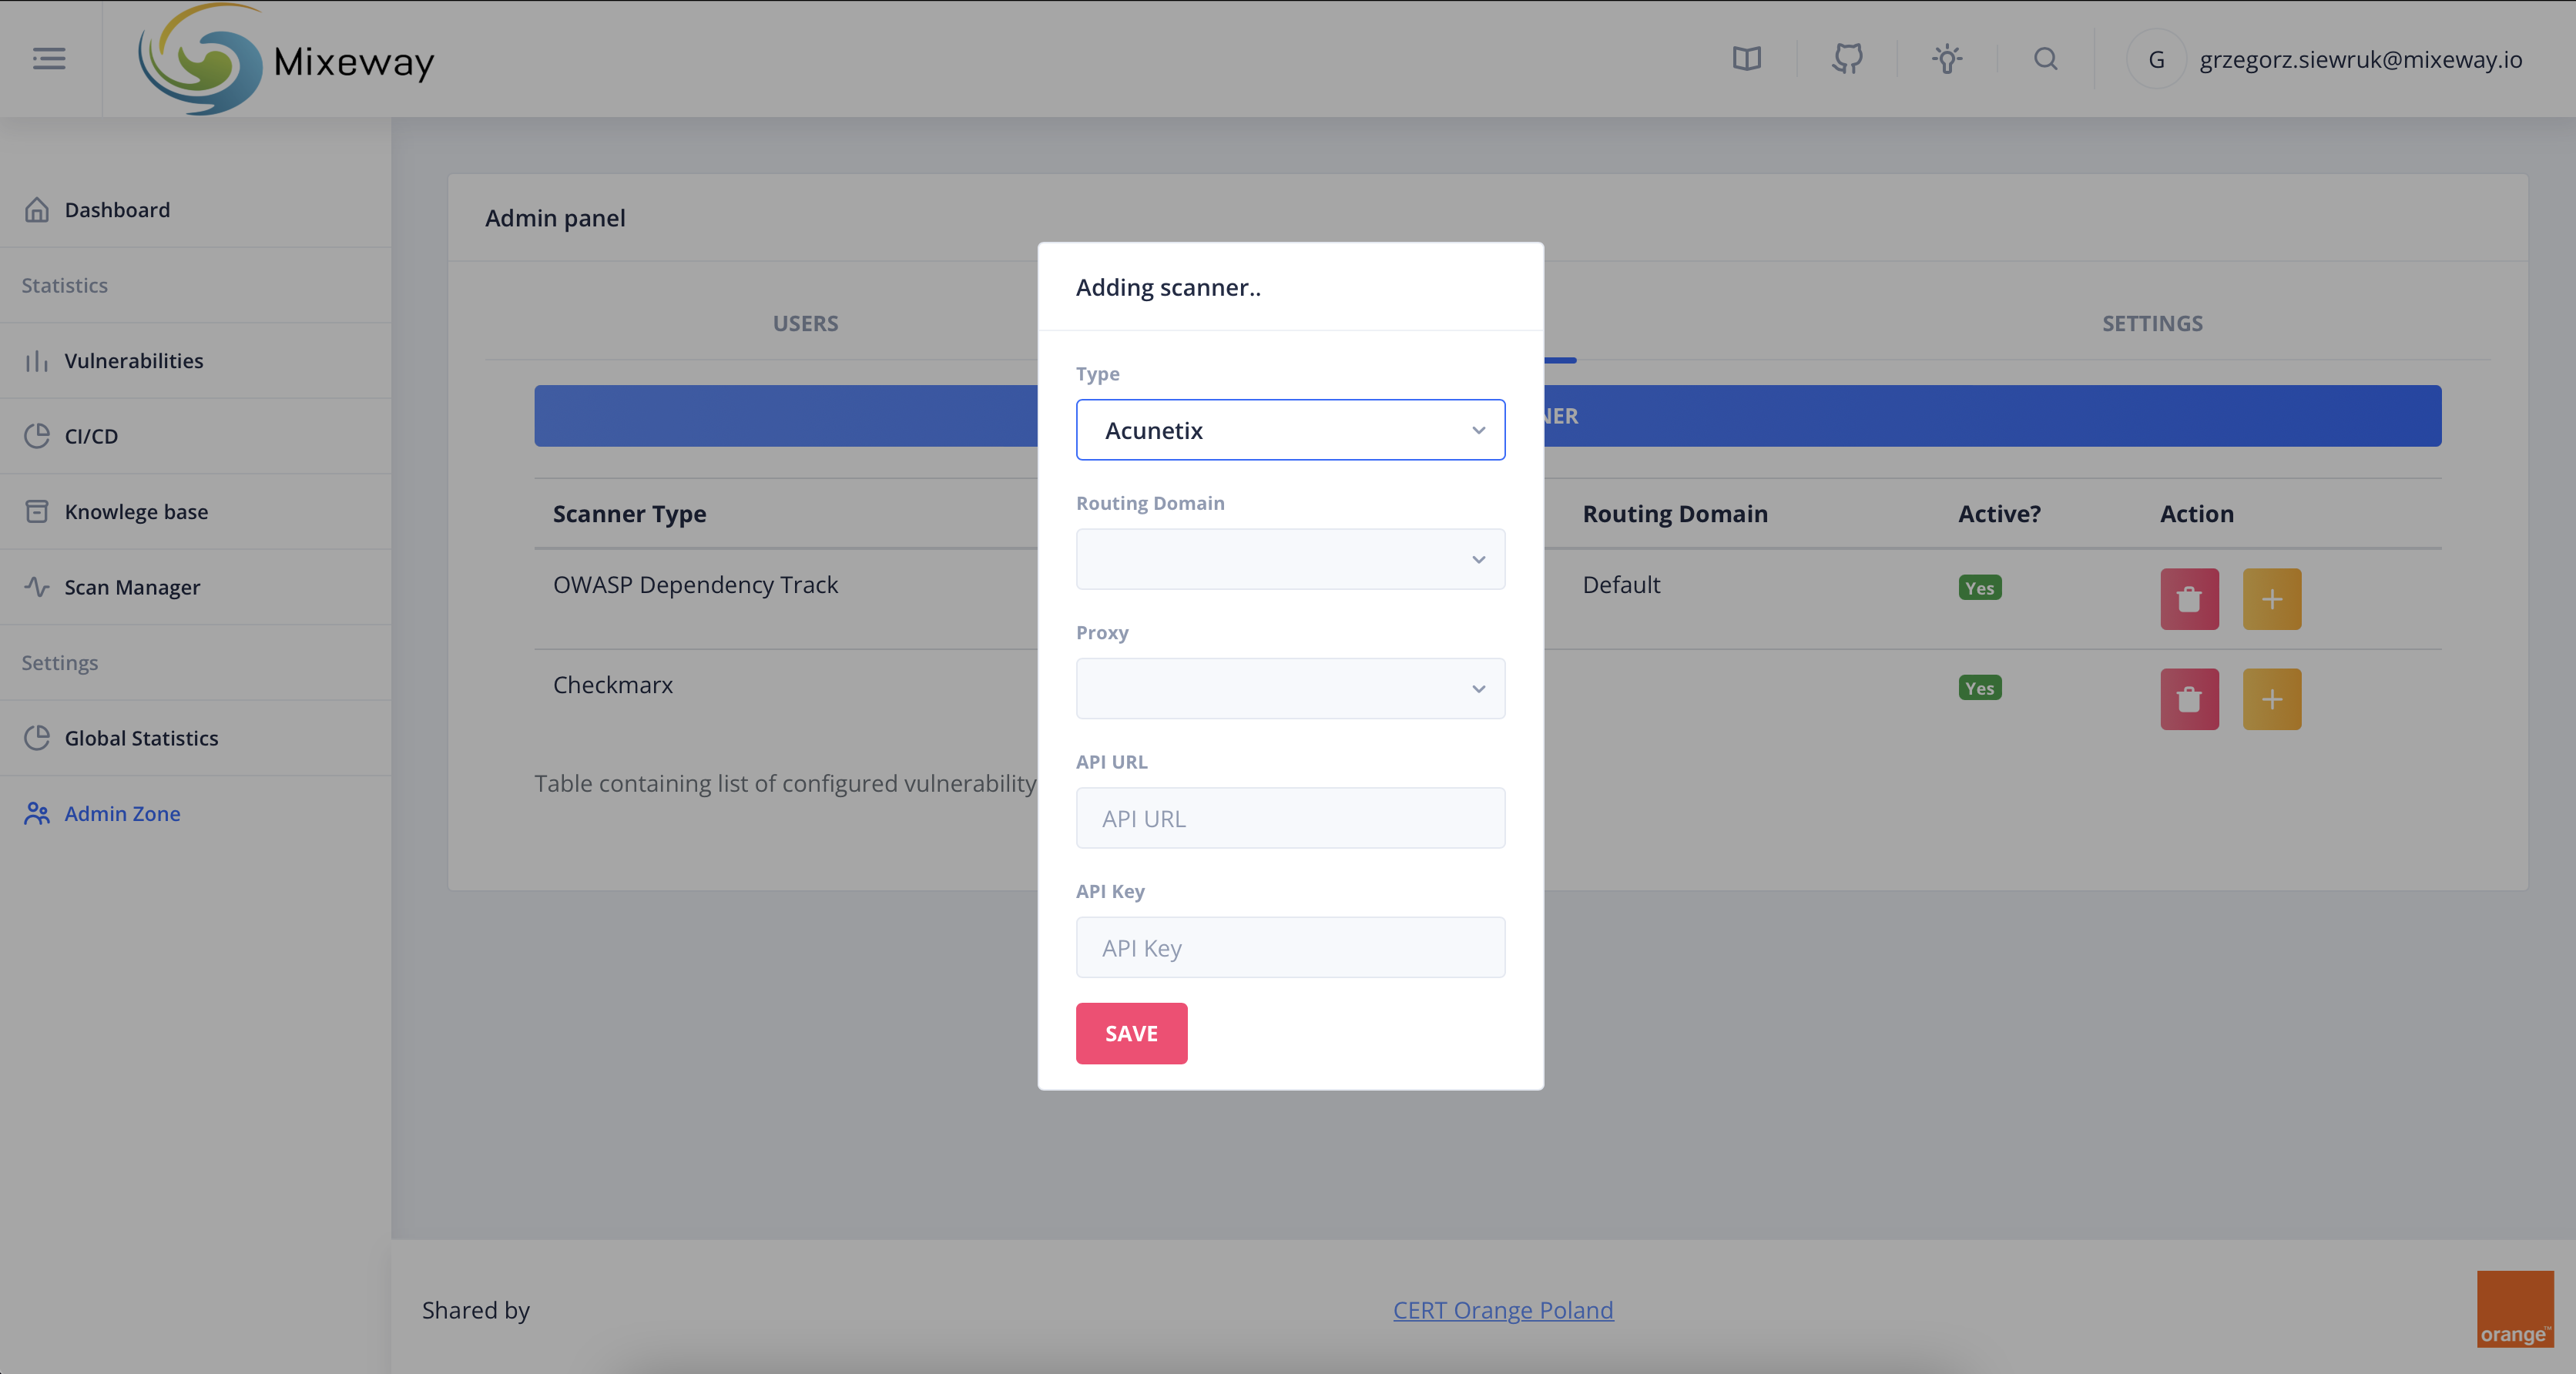 Mixeway
G grzegorz.siewruk@mixeway.io
Dashboard
Statistics
Vulnerabilities
CI/CD
Knowlege base
Scan Manager
Settings
Global Statistics
Admin Zone
Admin panel
USERS
SETTINGS
Scanner Type
Routing Domain Active? Action
OWASP Dependency Track
Default Yes
Checkmarx
Yes
Table containing list of configured vulnerability
Adding scanner..
Type
Acunetix
Routing Domain
Proxy
API URL
API URL
API Key
API Key
SAVE
Shared by
CERT Orange Poland
orange™